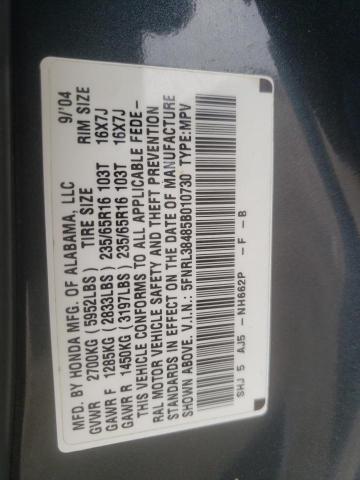 MFD. BY HONDA MFG. OF ALABAMA, LLC 9/'04
GVWR 2700KG (5952LBS) TIRE SIZE RIM SIZE
GAWR F 1285KG (2833LBS) 235/65R16 103T 16X7J
GAWR R 1450KG (3197LBS) 235/65R16 103T 16X7J
THIS VEHICLE CONFORMS TO ALL APPLICABLE FEDE-
RAL MOTOR VEHICLE SAFETY AND THEFT PREVENTION
STANDARDS IN EFFECT ON THE DATE OF MANUFACTURE
SHOWN ABOVE. V.I.N.: 5FNRL38485B010730 TYPE:MPV
SHJ 5 AJ5 -NH662P -F -B